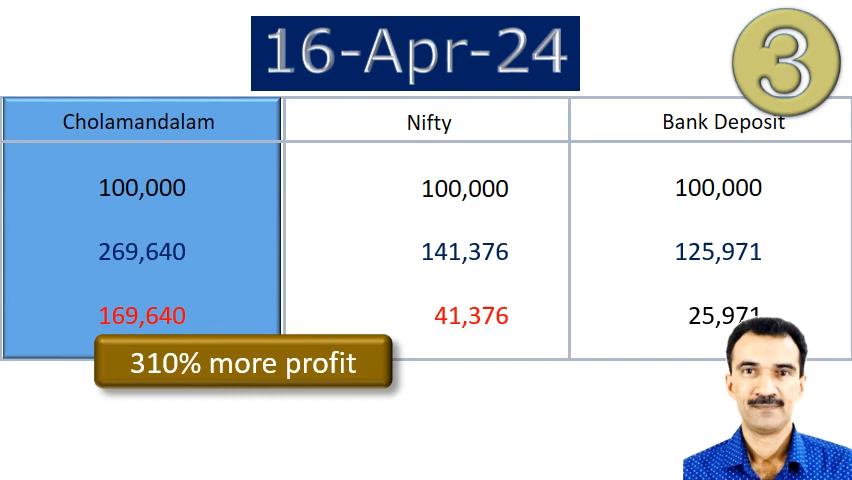 16-Apr-24
3
Cholamandalam Nifty Bank Deposit
100,000 100,000 100,000
269,640 141,376 125,971
169,640 41,376 25,971
310% more profit